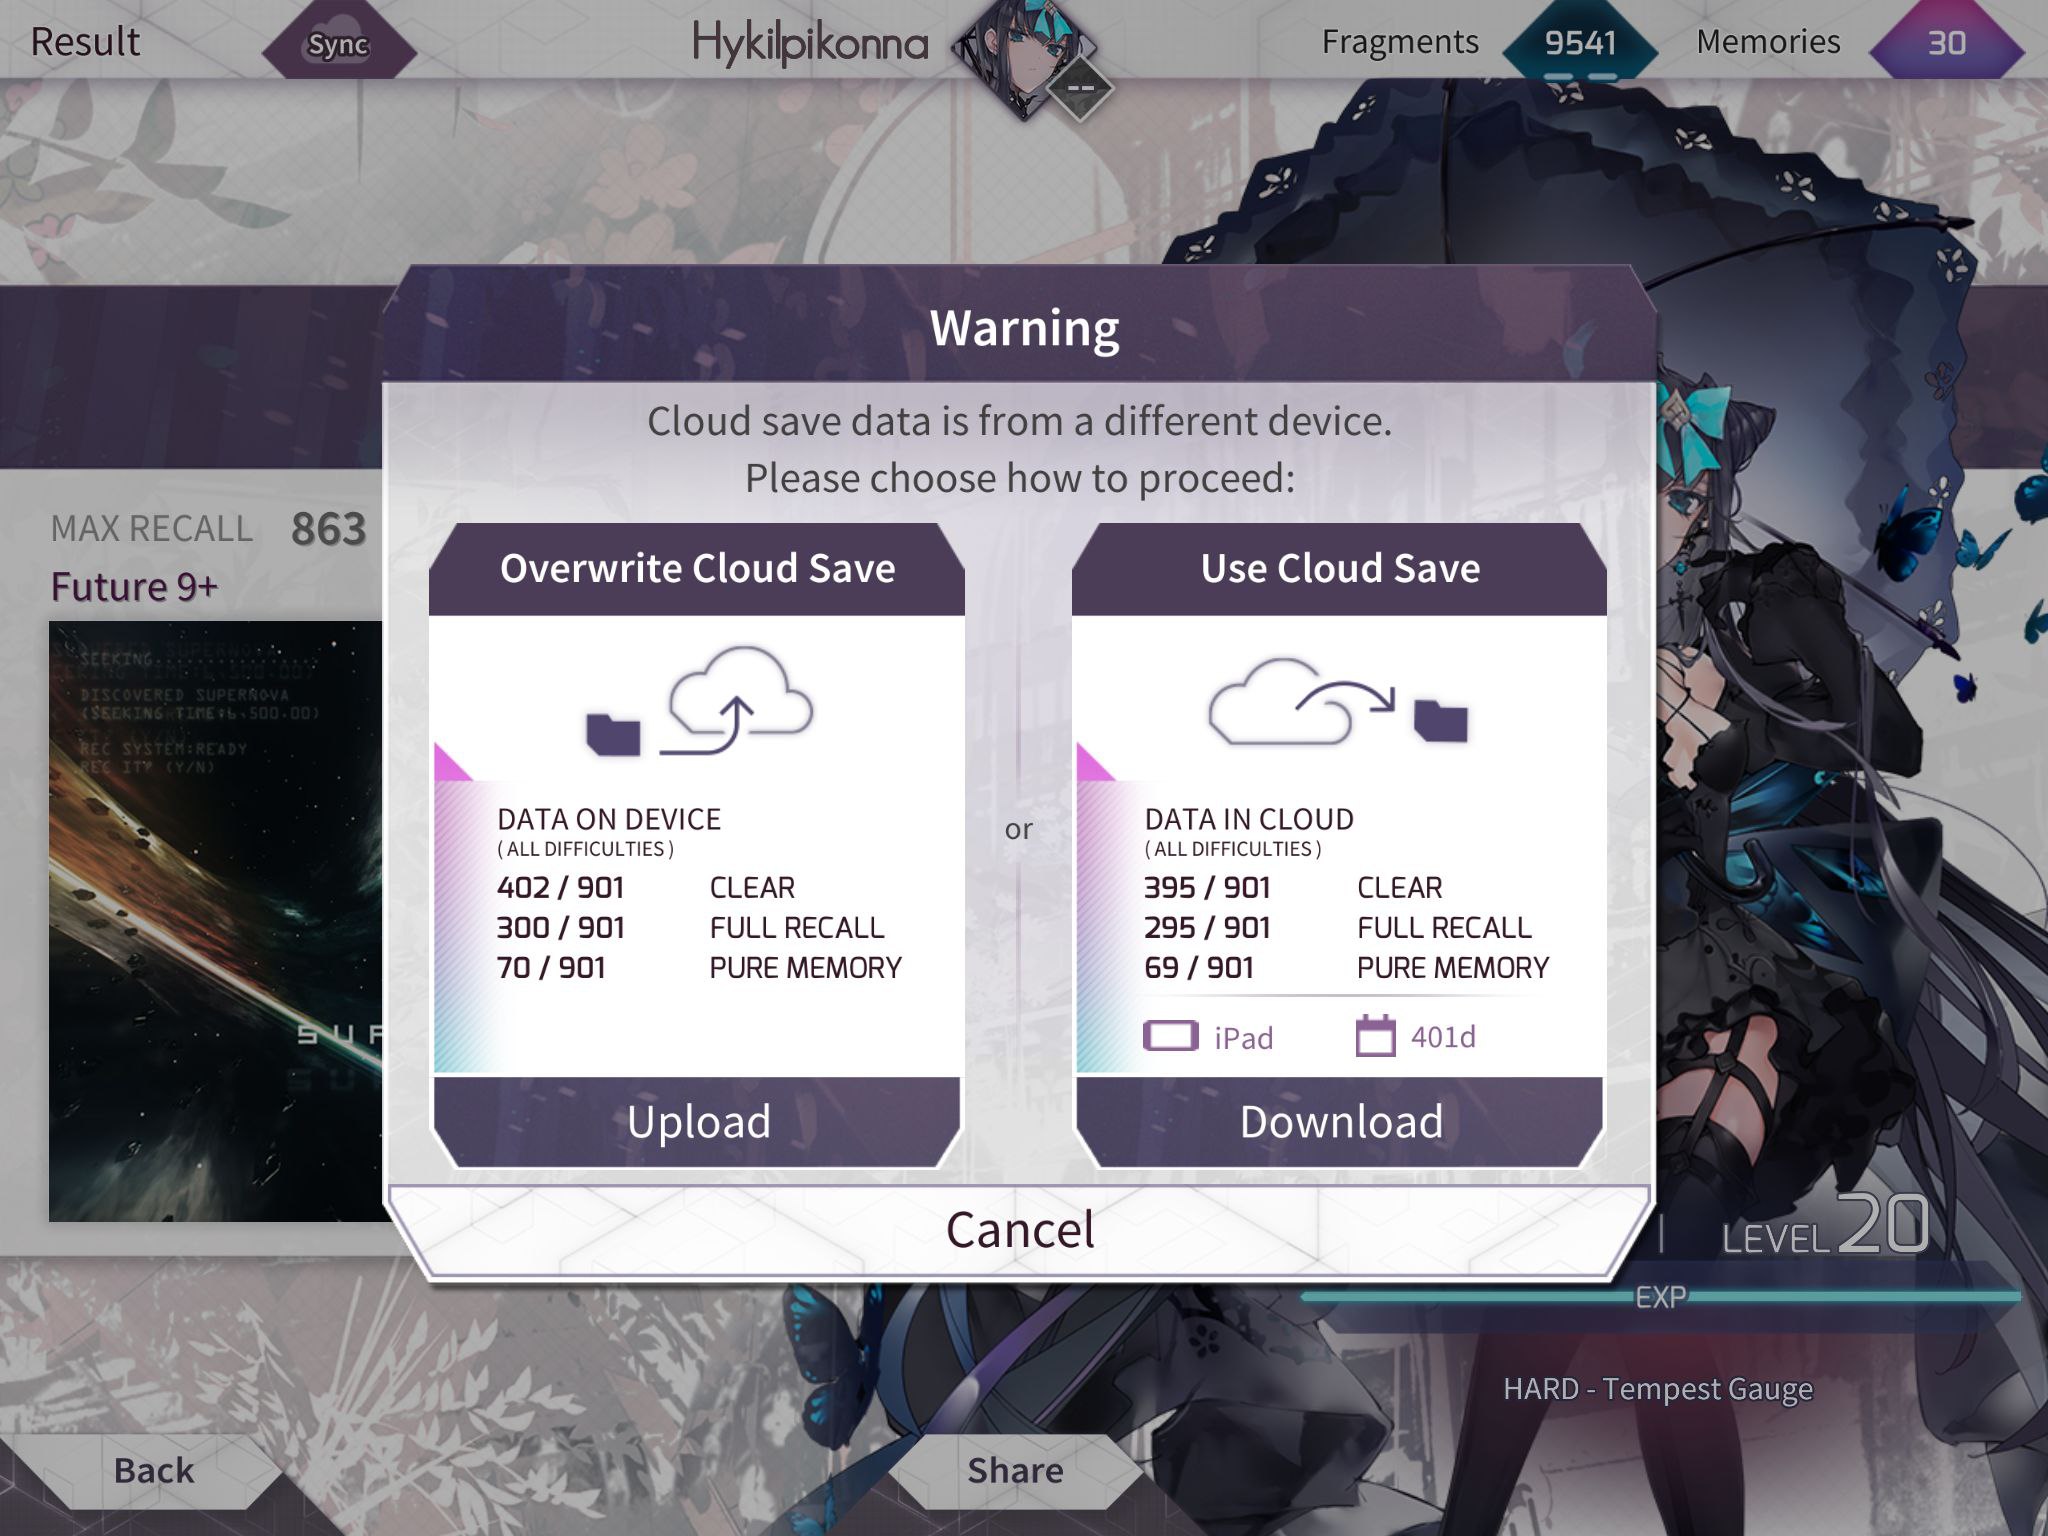 Result
Sync
Hykilpikonna
--
Fragments
9541
Memories
30
Warning
Cloud save data is from a different device.
Please choose how to proceed:
MAX RECALL 863
Future 9+
SEEKING
DISCOVERED SUPERNOVA
(SEEKING TIME:6,500.00)
REC SYSTEM:READY
REC IT? (Y/N)
SUP
Overwrite Cloud Save
DATA ON DEVICE
( ALL DIFFICULTIES )
402 / 901 CLEAR
300 / 901 FULL RECALL
70 / 901 PURE MEMORY
Upload
or
Use Cloud Save
DATA IN CLOUD
( ALL DIFFICULTIES )
395 / 901 CLEAR
295 / 901 FULL RECALL
69 / 901 PURE MEMORY
iPad 401d
Download
Cancel
LEVEL 20
EXP
HARD - Tempest Gauge
Back
Share